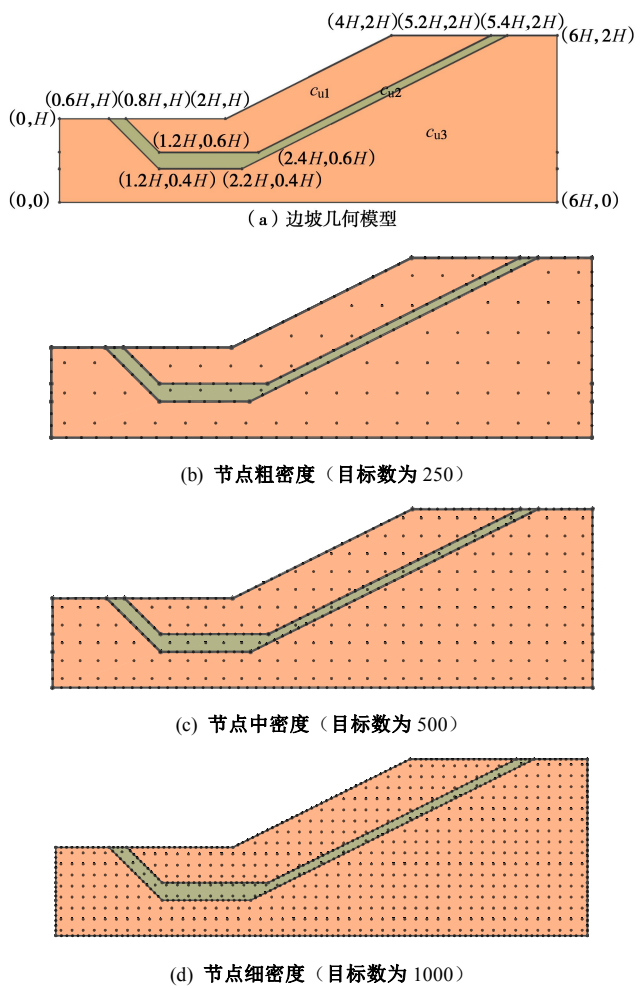 (4H,2H)(5.2H,2H)(5.4H,2H)
(6H,2H)
c_u1 c_u2
(0.6H,H)(0.8H,H)(2H,H)
(0,H)
c_u3
(1.2H,0.6H)
(2.4H,0.6H)
(1.2H,0.4H) (2.2H,0.4H)
(0,0) (6H,0)
(a)边坡几何模型
(b) 节点粗密度（目标数为 250）
(c) 节点中密度（目标数为 500）
(d) 节点细密度（目标数为 1000）